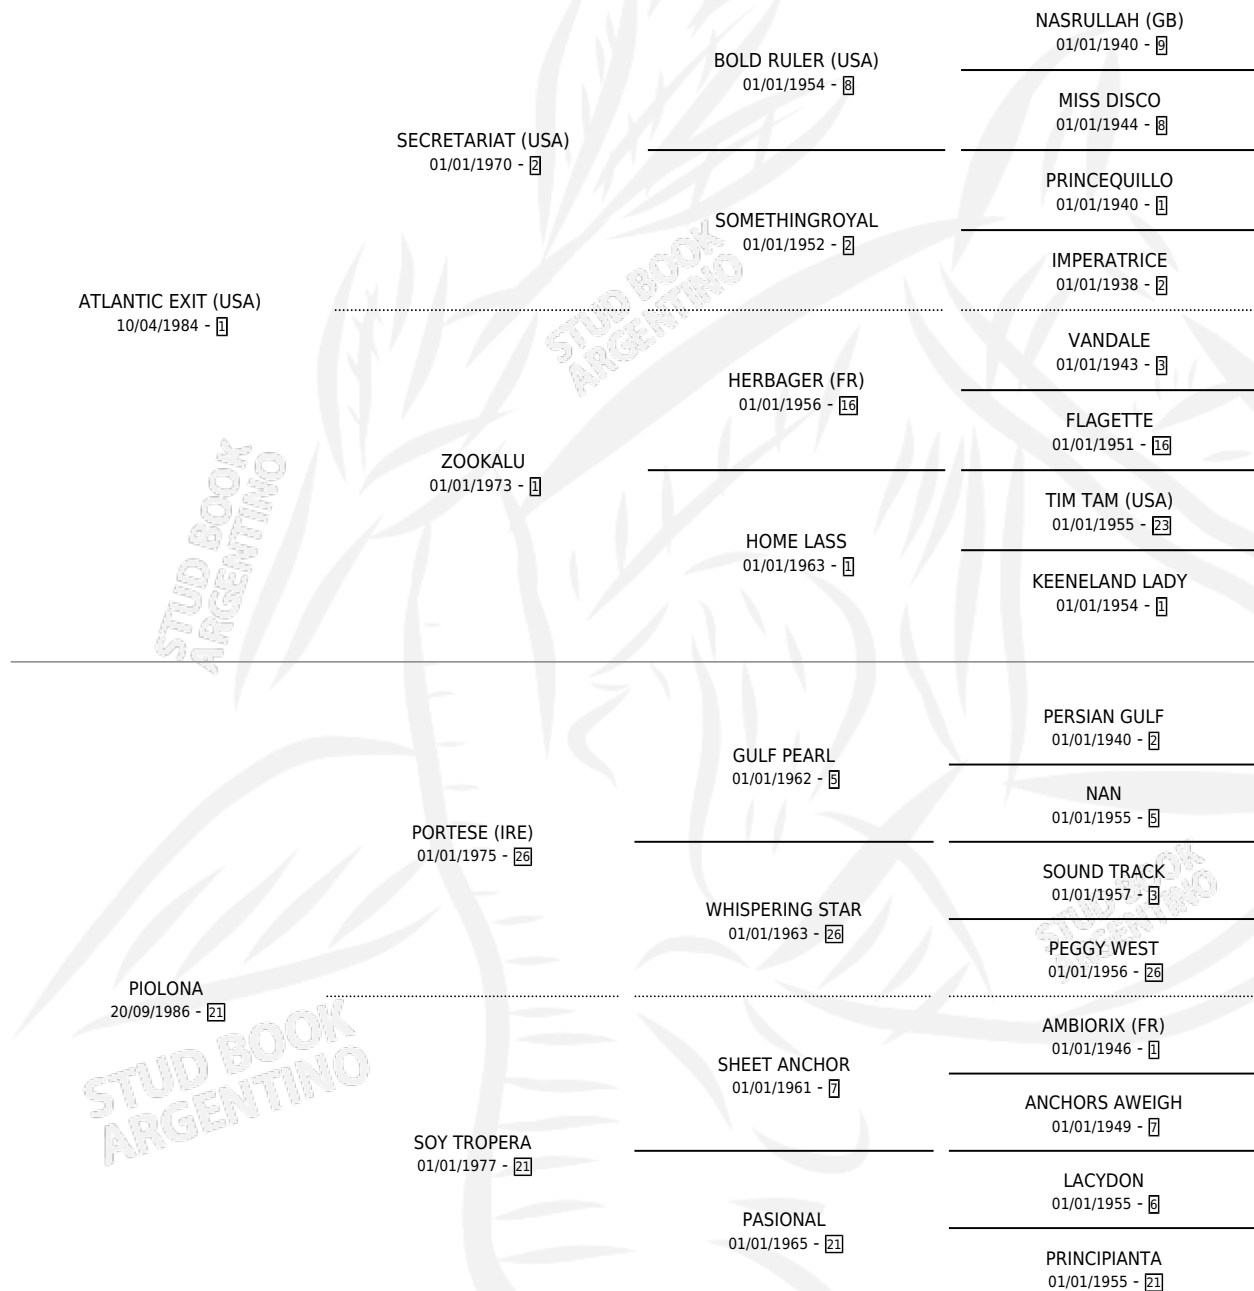 NASRULLAH (GB)
01/01/1940 - 9
BOLD RULER (USA)
01/01/1954 - 8
MISS DISCO
01/01/1944 - 8
SECRETARIAT (USA)
01/01/1970 - 2
PRINCEQUILLO
01/01/1940 - 1
SOMETHINGROYAL
01/01/1952 - 2
IMPERATRICE
01/01/1938 - 2
ATLANTIC EXIT (USA)
10/04/1984 - 1
VANDALE
01/01/1943 - 3
HERBAGER (FR)
01/01/1956 - 16
FLAGETTE
01/01/1951 - 16
ZOOKALU
01/01/1973 - 1
TIM TAM (USA)
01/01/1955 - 23
HOME LASS
01/01/1963 - 1
KEENELAND LADY
01/01/1954 - 1
PERSIAN GULF
01/01/1940 - 2
GULF PEARL
01/01/1962 - 5
NAN
01/01/1955 - 5
PORTESE (IRE)
01/01/1975 - 26
SOUND TRACK
01/01/1957 - 3
WHISPERING STAR
01/01/1963 - 26
PEGGY WEST
01/01/1956 - 26
PIOLONA
20/09/1986 - 21
AMBIORIX (FR)
01/01/1946 - 1
SHEET ANCHOR
01/01/1961 - 7
ANCHORS AWEIGH
01/01/1949 - 7
SOY TROPERA
01/01/1977 - 21
LACYDON
01/01/1955 - 6
PASIONAL
01/01/1965 - 21
PRINCIPIANTA
01/01/1955 - 21
STUD BOOK
ARGENTINO
STUD BOOK
ARGENTINO
STUD BOOK
ARGENTINO
STUD BOOK
ARGENTINO